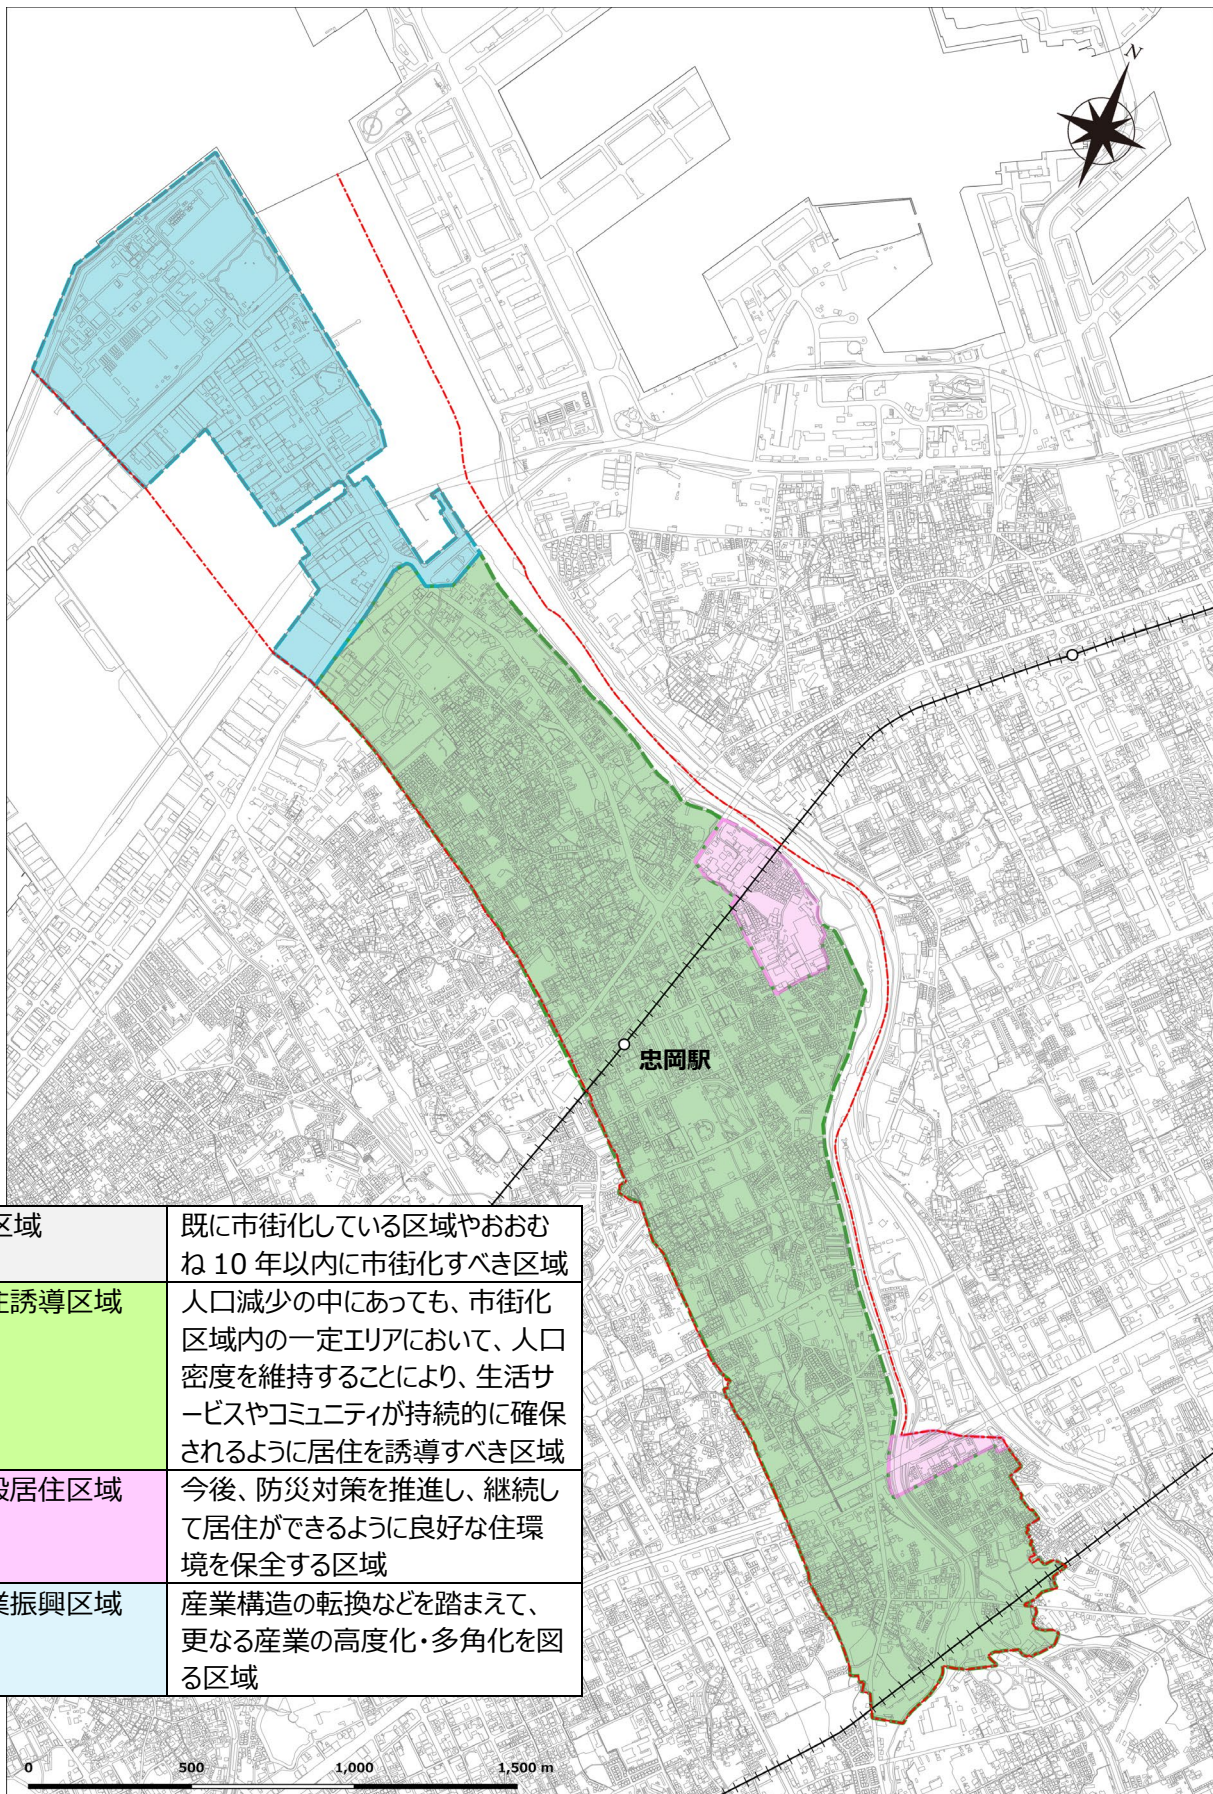 N
忠岡駅
区域
既に市街化している区域やおおむ
ね 10 年以内に市街化すべき区域
住誘導区域
人口減少の中にあっても、市街化
区域内の一定エリアにおいて、人口
密度を維持することにより、生活サ
ービスやコミュニティが持続的に確保
されるように居住を誘導すべき区域
般居住区域
今後、防災対策を推進し、継続し
て居住ができるように良好な住環
境を保全する区域
業振興区域
産業構造の転換などを踏まえて、
更なる産業の高度化・多角化を図
る区域
0 500 1,000 1,500 m